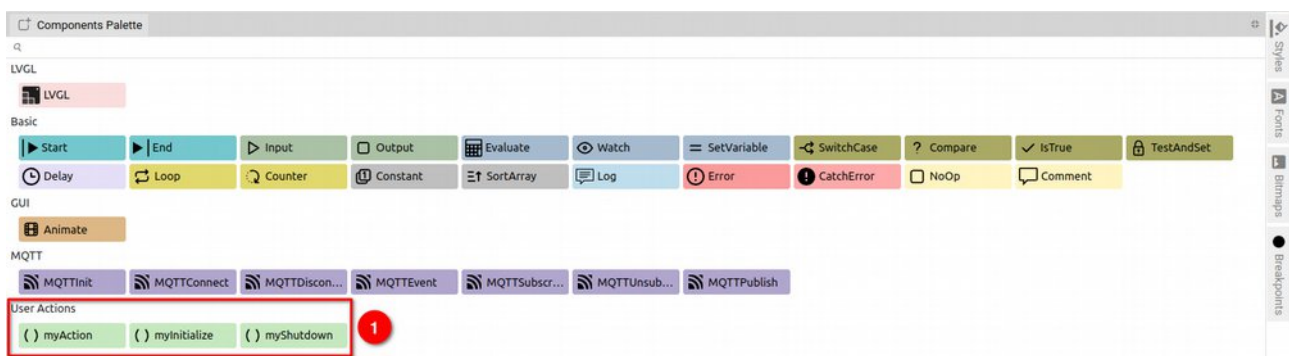 Components Palette
LVGL
LVGL
Basic
Start End Input Output Evaluate Watch SetVariable SwitchCase Compare IsTrue TestAndSet
Delay Loop Counter Constant SortArray Log Error CatchError NoOp Comment
GUI
Animate
MQTT
MQTTInit MQTTConnect MQTTDiscon... MQTTEvent MQTTSubscr... MQTTUnsub... MQTTPublish
User Actions
( ) myAction ( ) myInitialize ( ) myShutdown
1
Styles
Fonts
Bitmaps
Breakpoints